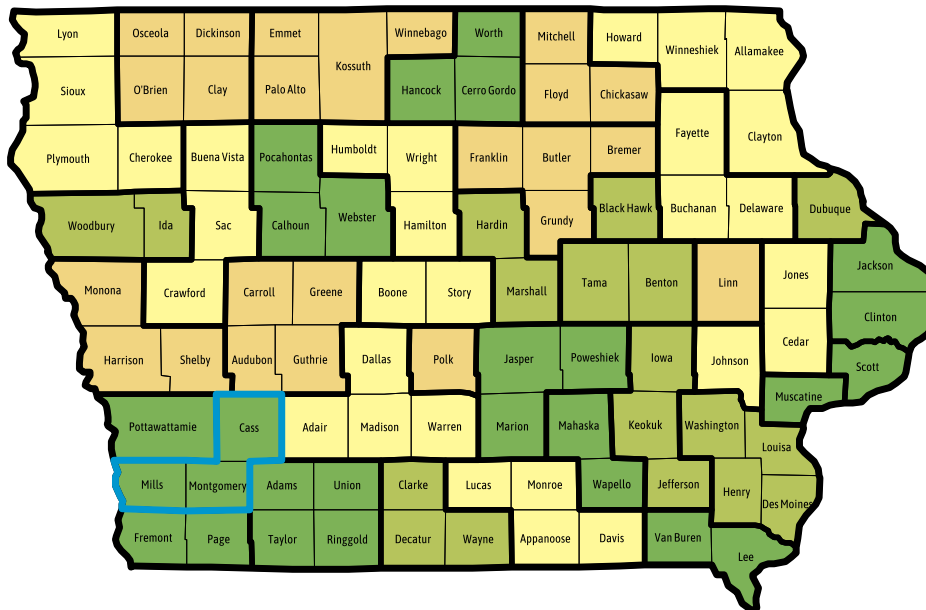 Lyon
Osceola
Dickinson
Emmet
Winnebago
Worth
Mitchell
Howard
Winneshiek
Allamakee
Kossuth
Sioux
O'Brien
Clay
Palo Alto
Hancock
Cerro Gordo
Floyd
Chickasaw
Fayette
Clayton
Plymouth
Cherokee
Buena Vista
Pocahontas
Humboldt
Wright
Franklin
Butler
Bremer
Woodbury
Ida
Sac
Calhoun
Webster
Hamilton
Hardin
Grundy
Black Hawk
Buchanan
Delaware
Dubuque
Monona
Crawford
Carroll
Greene
Boone
Story
Marshall
Tama
Benton
Linn
Jones
Jackson
Clinton
Harrison
Shelby
Audubon
Guthrie
Dallas
Polk
Jasper
Poweshiek
Iowa
Johnson
Cedar
Scott
Muscatine
Pottawattamie
Cass
Adair
Madison
Warren
Marion
Mahaska
Keokuk
Washington
Louisa
Mills
Montgomery
Adams
Union
Clarke
Lucas
Monroe
Wapello
Jefferson
Henry
Des Moines
Fremont
Page
Taylor
Ringgold
Decatur
Wayne
Appanoose
Davis
Van Buren
Lee